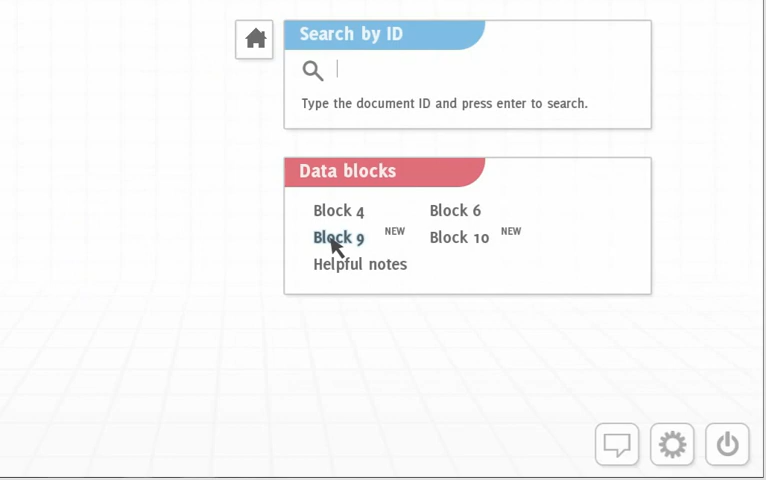 Search by ID
Type the document ID and press enter to search.
Data blocks
Block 4 Block 6
Block 9 NEW Block 10 NEW
Helpful notes